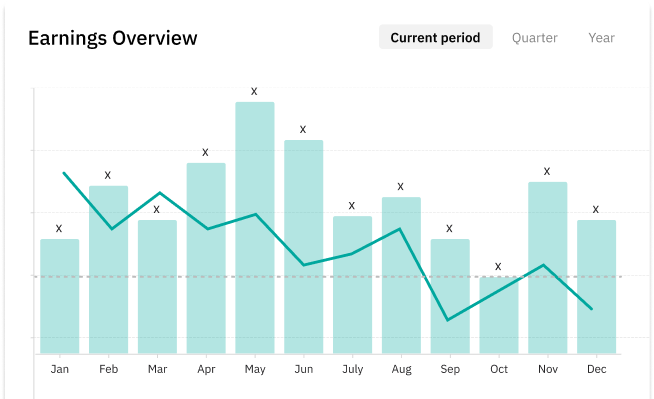 Earnings Overview
Current period Quarter Year
x
x
x
x
x
x
x
x
x
x
x
x
Jan Feb Mar Apr May Jun July Aug Sep Oct Nov Dec